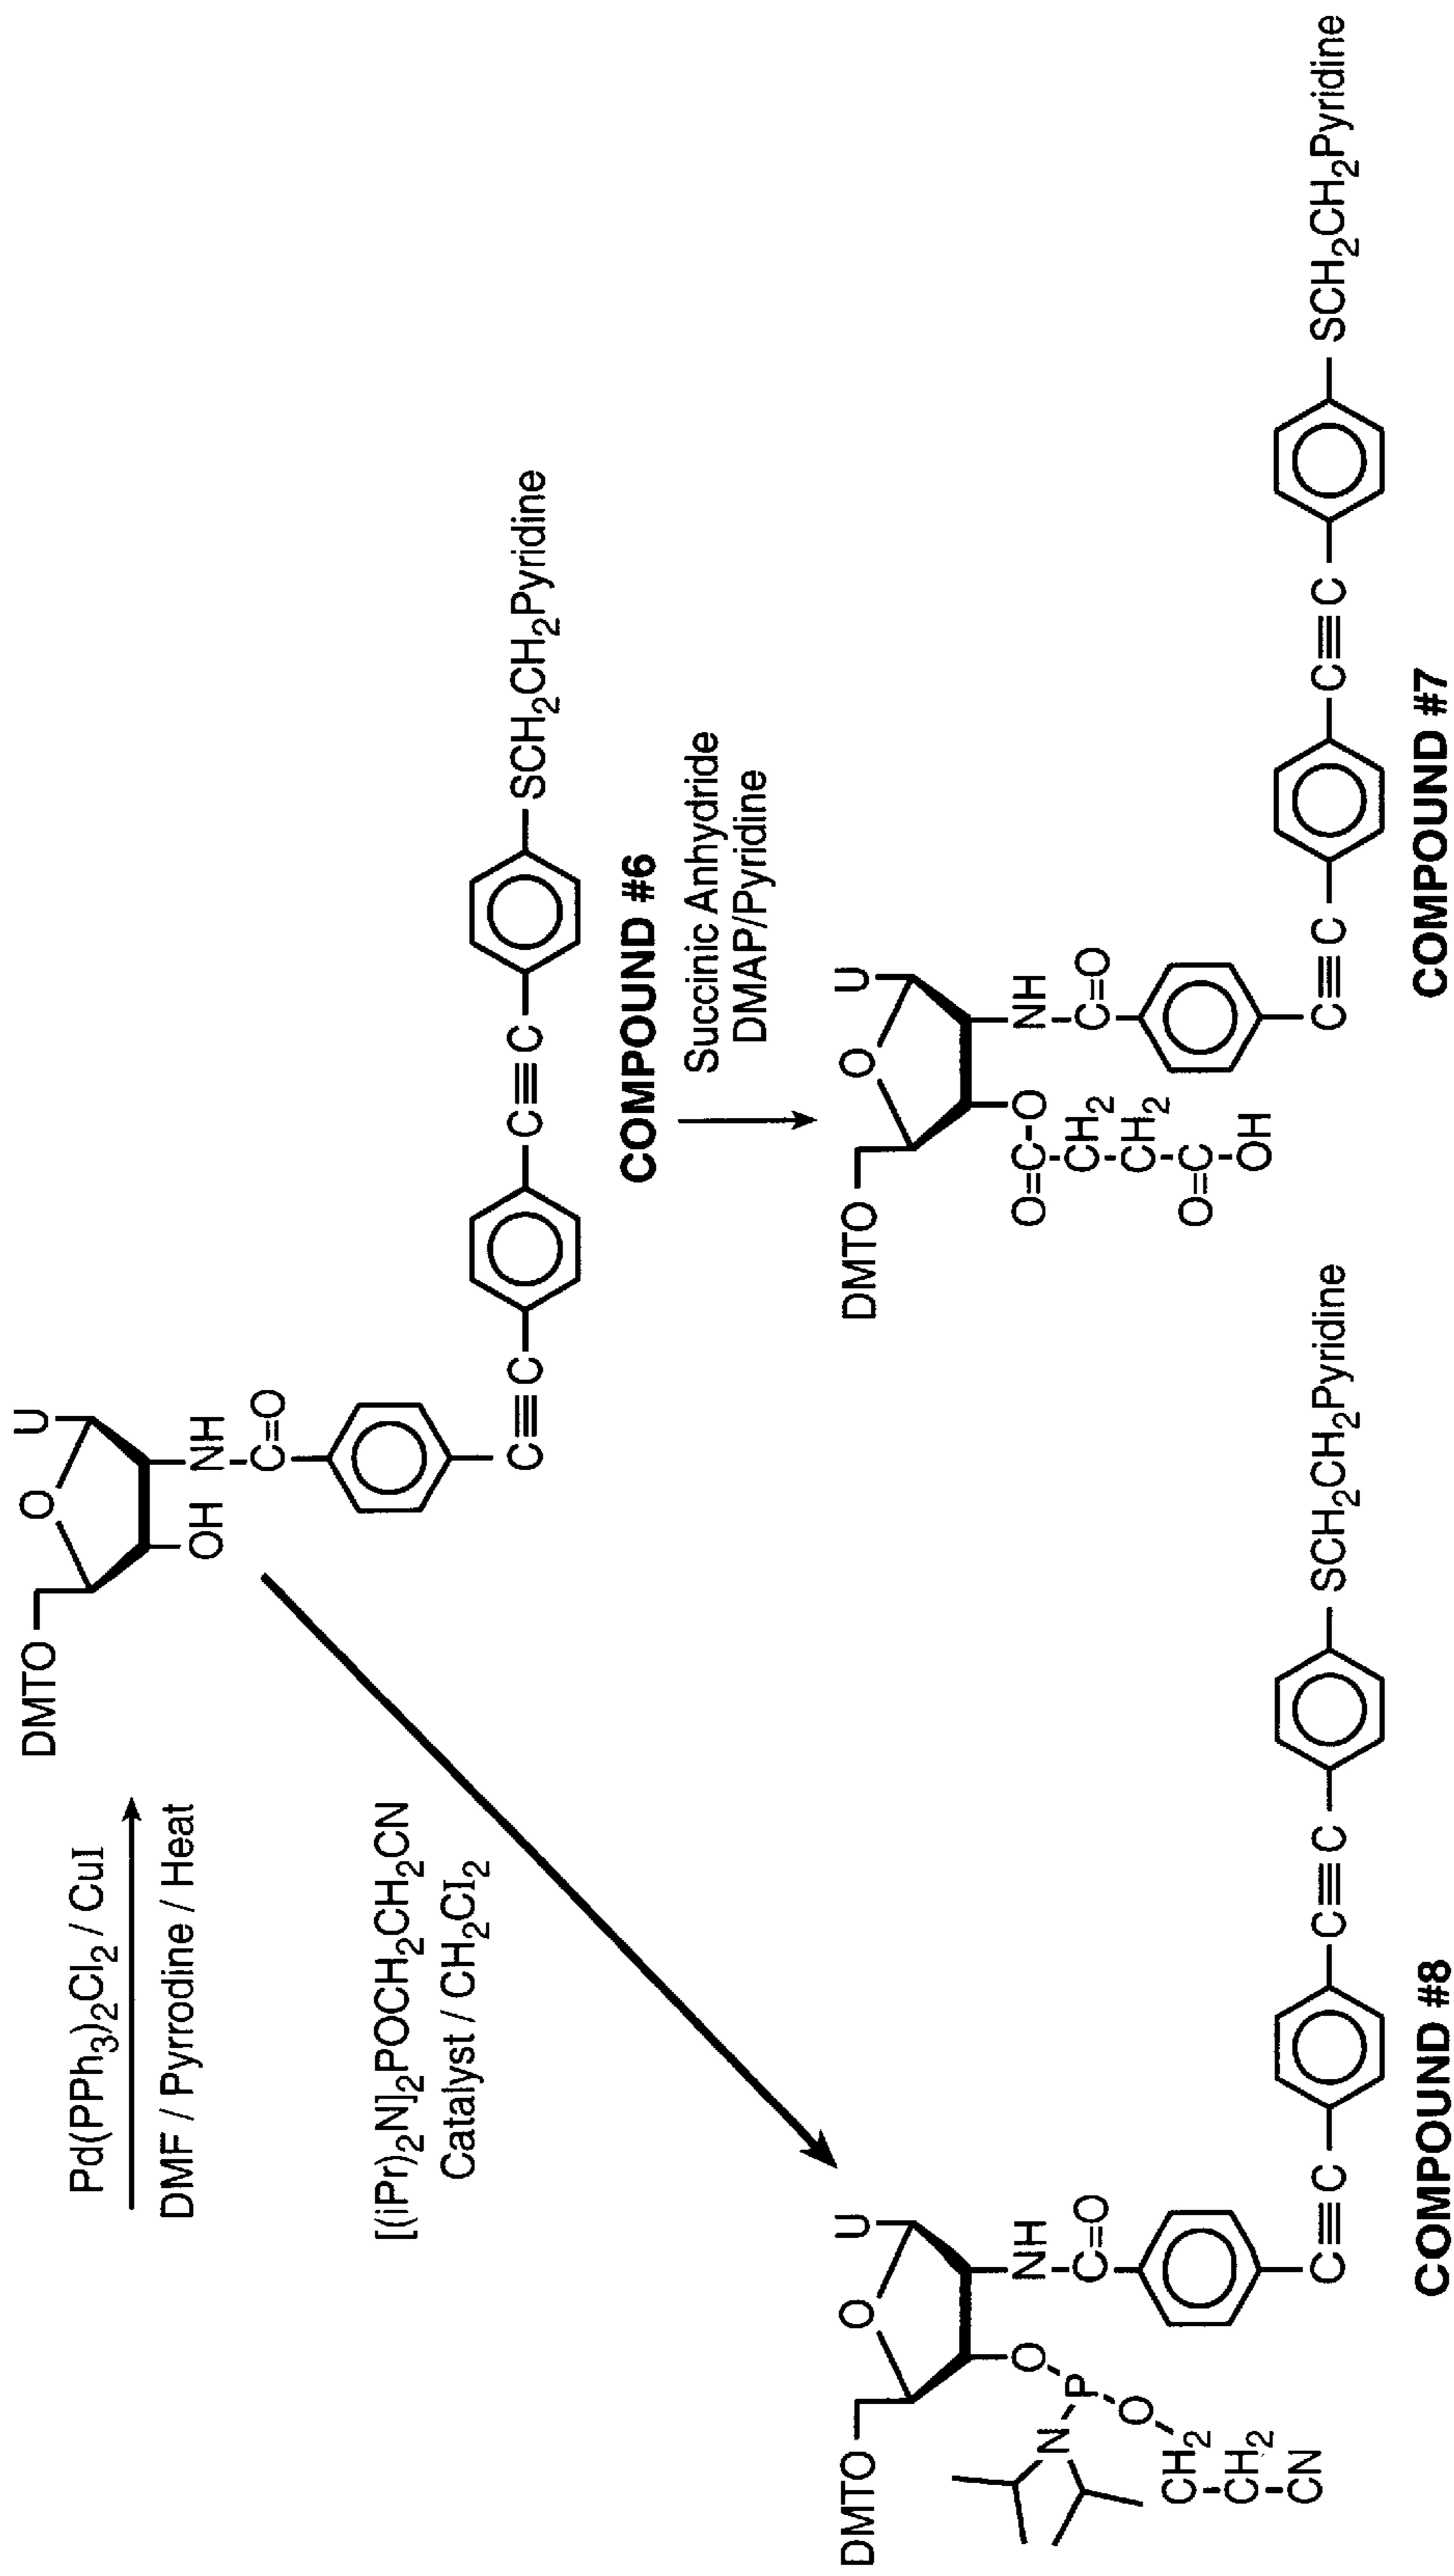 Pd(PPh3)2Cl2 / CuI
DMF / Pyrrodine / Heat
DMTO
O
U
OH
NH
C=O
C≡C
C≡C
SCH2CH2Pyridine
COMPOUND #6
[(iPr)2N]2POCH2CH2CN
Catalyst / CH2Cl2
Succinic Anhydride
DMAP/Pyridine
DMTO
O
U
O
NH
P
C=O
N
O
CH2
CH2
CN
C≡C
C≡C
SCH2CH2Pyridine
COMPOUND #8
DMTO
O
U
O
NH
O=C
C=O
CH2
CH2
O=C
OH
C≡C
C≡C
SCH2CH2Pyridine
COMPOUND #7